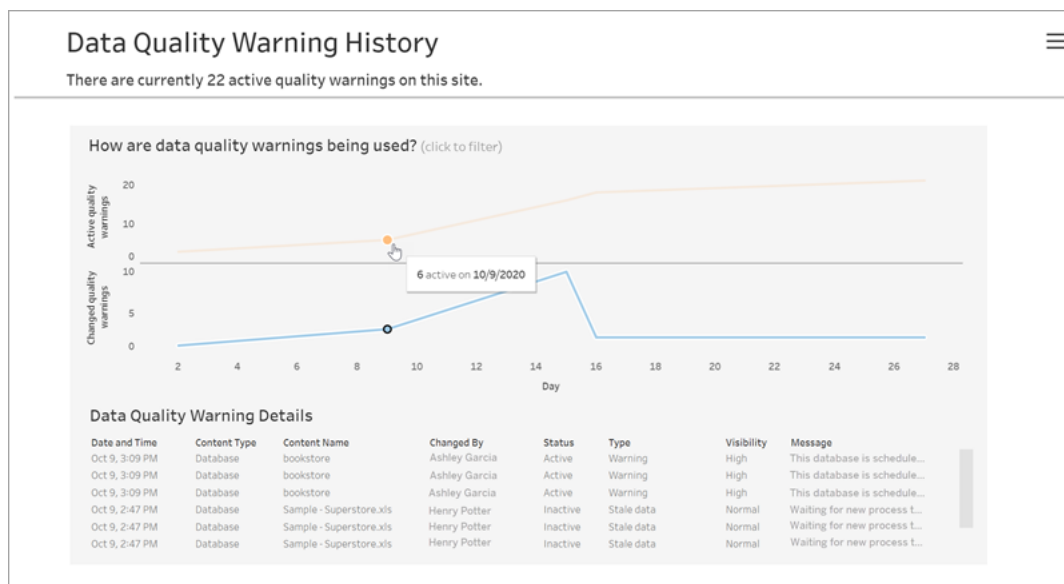 Data Quality Warning History
There are currently 22 active quality warnings on this site.
How are data quality warnings being used? (click to filter)
Active quality
warnings
20
10
0
6 active on 10/9/2020
Changed quality
warnings
10
5
0
2 4 6 8 10 12 14 16 18 20 22 24 26 28
Day
Data Quality Warning Details
Date and Time Content Type Content Name Changed By Status Type Visibility Message
Oct 9, 3:09 PM Database bookstore Ashley Garcia Active Warning High This database is schedule...
Oct 9, 3:09 PM Database bookstore Ashley Garcia Active Warning High This database is schedule...
Oct 9, 3:09 PM Database bookstore Ashley Garcia Active Warning High This database is schedule...
Oct 9, 2:47 PM Database Sample - Superstore.xls Henry Potter Inactive Stale data Normal Waiting for new process t...
Oct 9, 2:47 PM Database Sample - Superstore.xls Henry Potter Inactive Stale data Normal Waiting for new process t...
Oct 9, 2:47 PM Database Sample - Superstore.xls Henry Potter Inactive Stale data Normal Waiting for new process t...